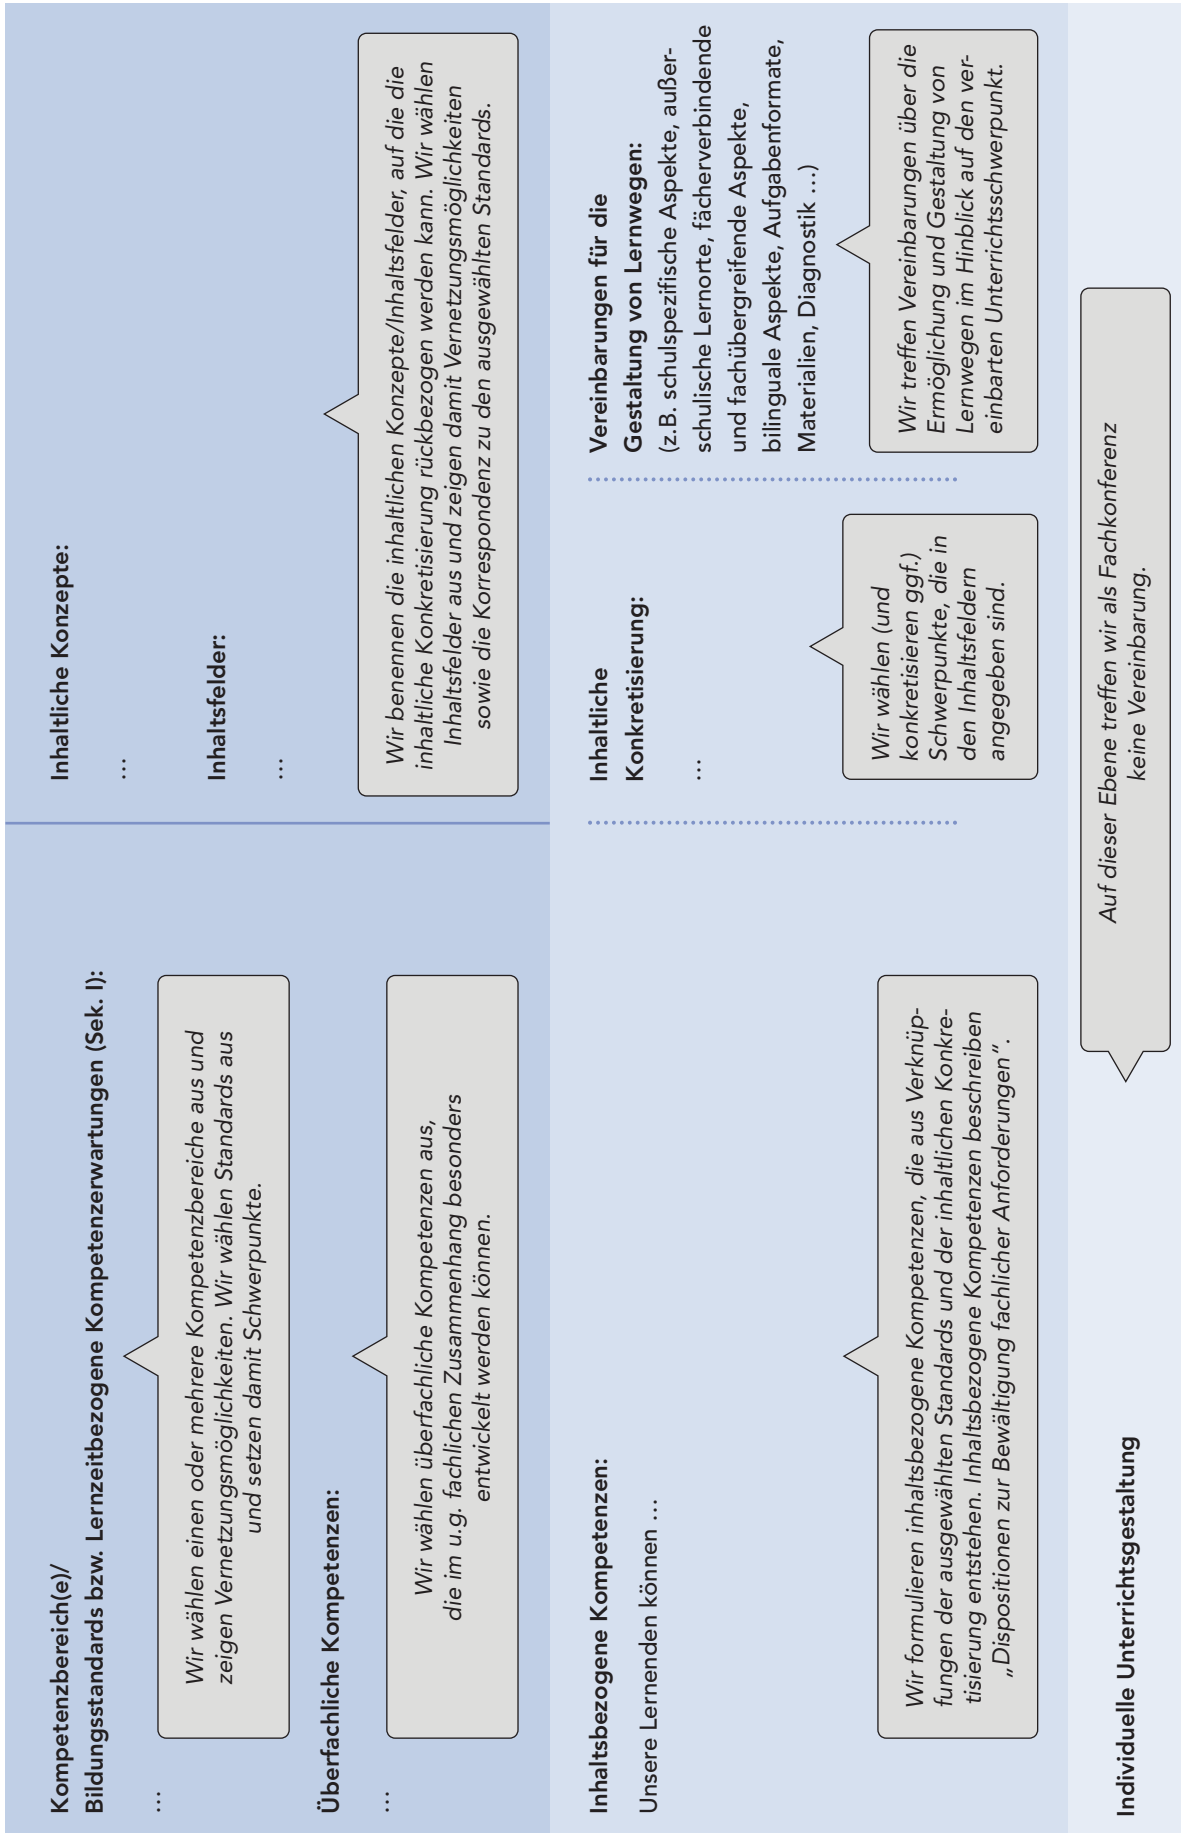 Kompetenzbereich(e)/
Bildungsstandards bzw. Lernzeitbezogene Kompetenzerwartungen (Sek. I):
…
Wir wählen einen oder mehrere Kompetenzbereiche aus und
zeigen Vernetzungsmöglichkeiten. Wir wählen Standards aus
und setzen damit Schwerpunkte.
Überfachliche Kompetenzen:
…
Wir wählen überfachliche Kompetenzen aus,
die im u.g. fachlichen Zusammenhang besonders
entwickelt werden können.
Inhaltliche Konzepte:
…
Inhaltsfelder:
…
Wir benennen die inhaltlichen Konzepte/Inhaltsfelder, auf die die
inhaltliche Konkretisierung rückbezogen werden kann. Wir wählen
Inhaltsfelder aus und zeigen damit Vernetzungsmöglichkeiten
sowie die Korrespondenz zu den ausgewählten Standards.
Inhaltsbezogene Kompetenzen:
Unsere Lernenden können …
Wir formulieren inhaltsbezogene Kompetenzen, die aus Verknüp-
fungen der ausgewählten Standards und der inhaltlichen Konkre-
tisierung entstehen. Inhaltsbezogene Kompetenzen beschreiben
„Dispositionen zur Bewältigung fachlicher Anforderungen“.
Inhaltliche
Konkretisierung:
…
Wir wählen (und
konkretisieren ggf.)
Schwerpunkte, die in
den Inhaltsfeldern
angegeben sind.
Vereinbarungen für die
Gestaltung von Lernwegen:
(z.B. schulspezifische Aspekte, außer-
schulische Lernorte, fächerverbindende
und fachübergreifende Aspekte,
bilinguale Aspekte, Aufgabenformate,
Materialien, Diagnostik …)
Wir treffen Vereinbarungen über die
Ermöglichung und Gestaltung von
Lernwegen im Hinblick auf den ver-
einbarten Unterrichtsschwerpunkt.
Individuelle Unterrichtsgestaltung
Auf dieser Ebene treffen wir als Fachkonferenz
keine Vereinbarung.